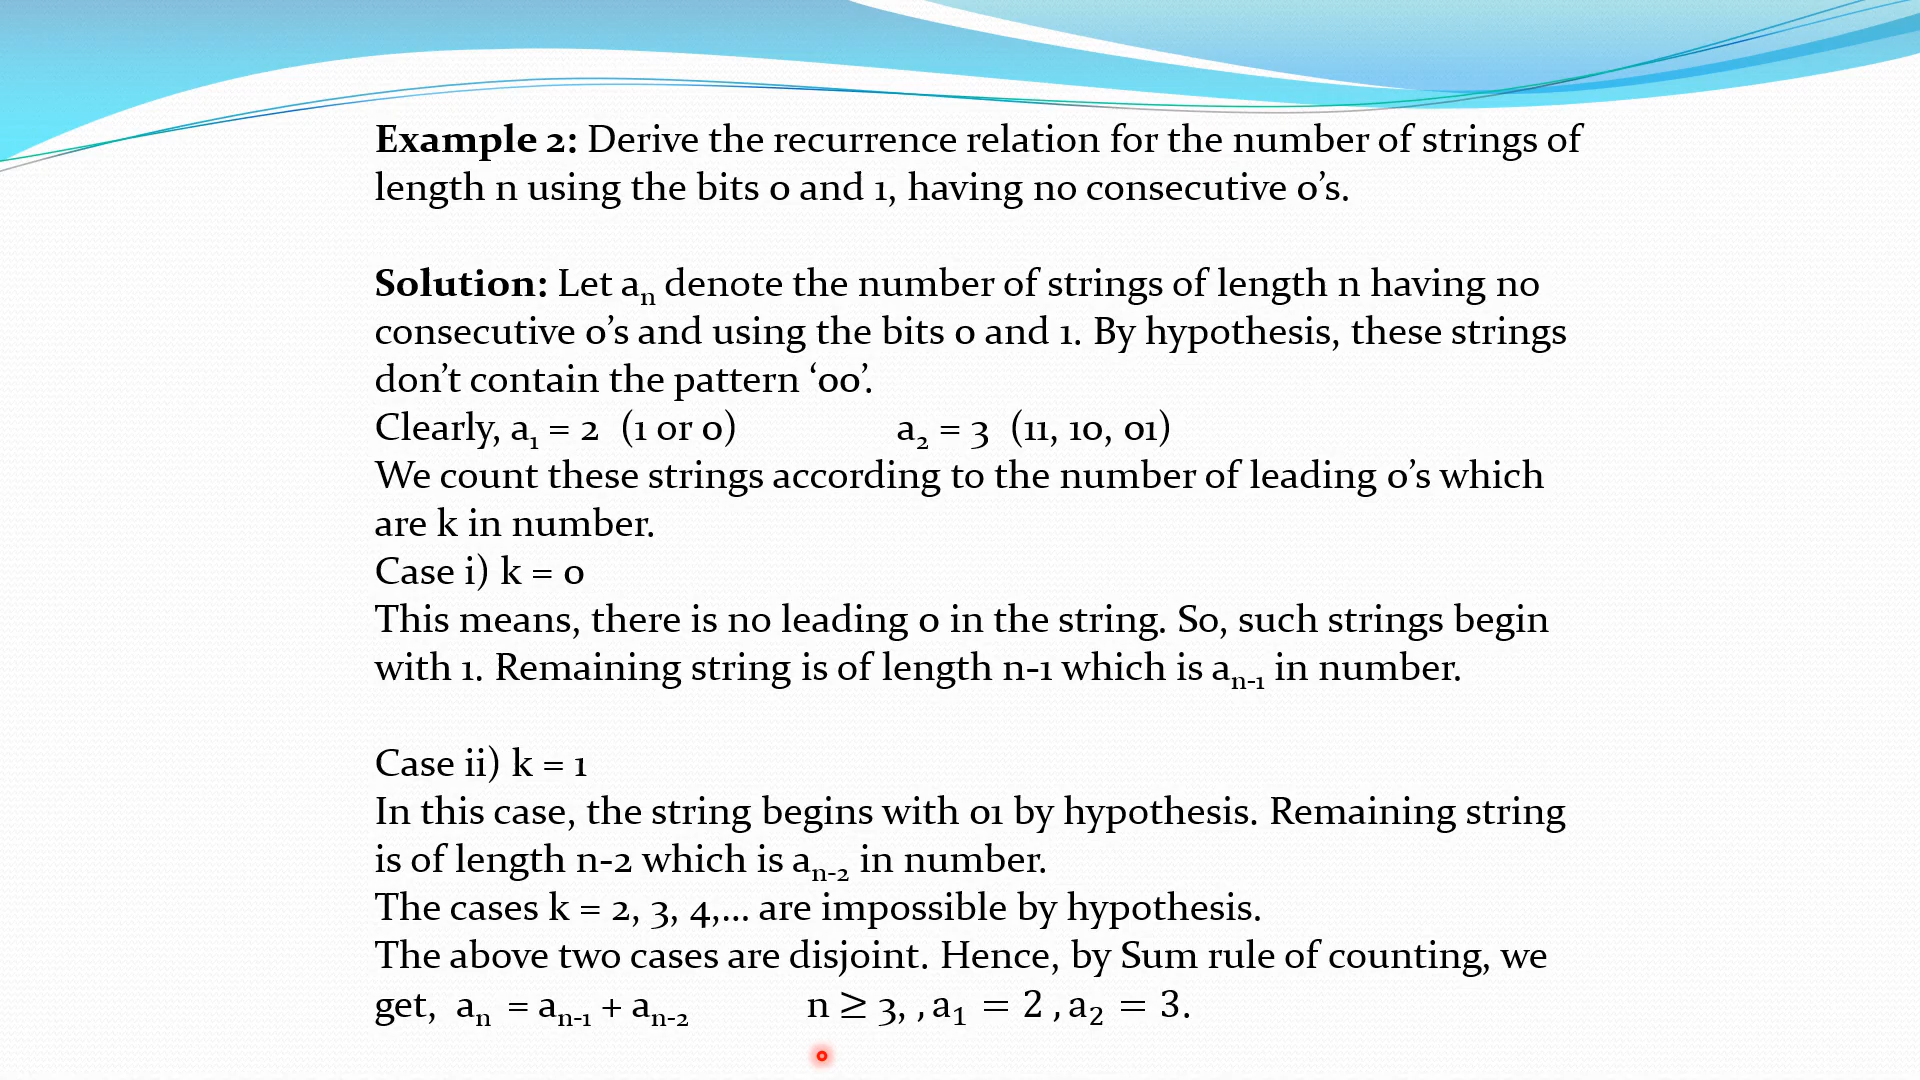 Example 2: Derive the recurrence relation for the number of strings of
length n using the bits 0 and 1, having no consecutive 0’s.
Solution: Let aₙ denote the number of strings of length n having no
consecutive 0’s and using the bits 0 and 1. By hypothesis, these strings
don’t contain the pattern ‘00’.
Clearly, a₁ = 2 (1 or 0) a₂ = 3 (11, 10, 01)
We count these strings according to the number of leading 0’s which
are k in number.
Case i) k = 0
This means, there is no leading 0 in the string. So, such strings begin
with 1. Remaining string is of length n-1 which is aₙ₋₁ in number.
Case ii) k = 1
In this case, the string begins with 01 by hypothesis. Remaining string
is of length n-2 which is aₙ₋₂ in number.
The cases k = 2, 3, 4,... are impossible by hypothesis.
The above two cases are disjoint. Hence, by Sum rule of counting, we
get, aₙ = aₙ₋₁ + aₙ₋₂ n ≥ 3, , a₁ = 2 , a₂ = 3.